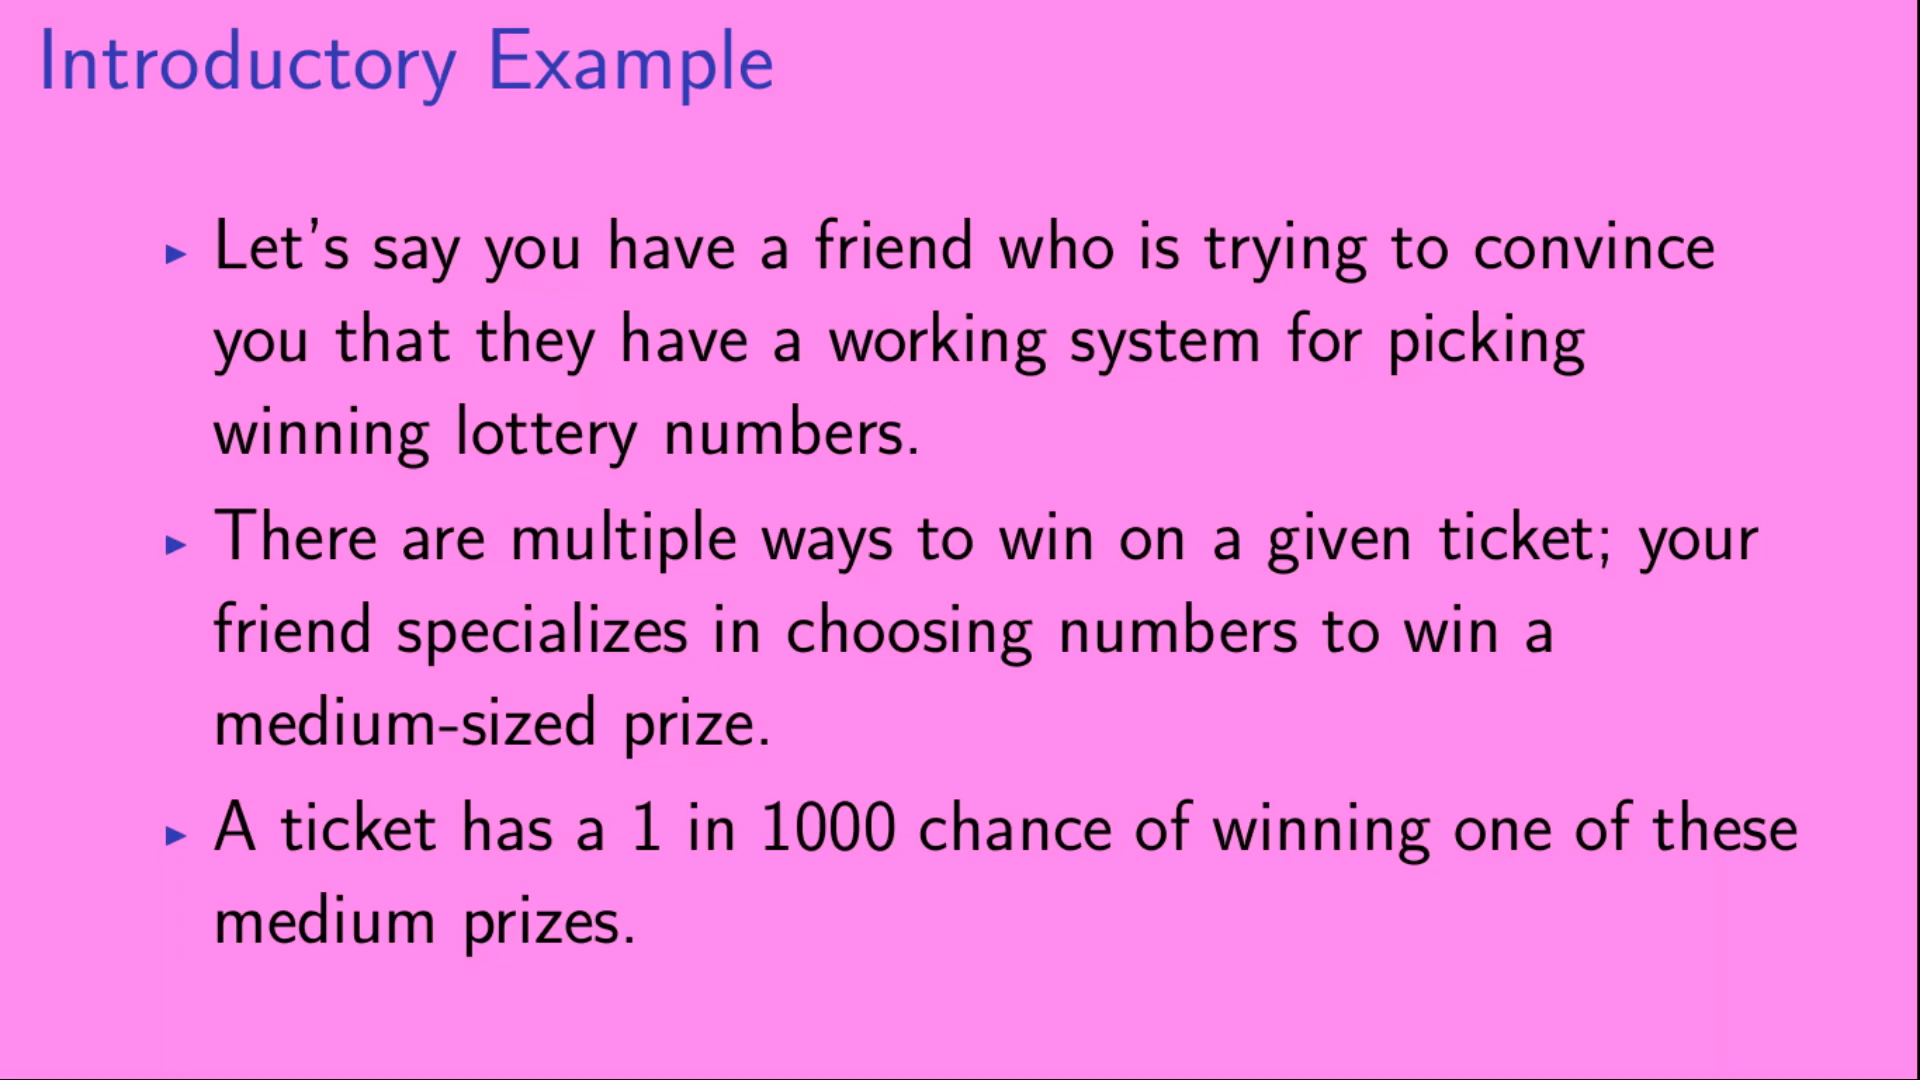 Introductory Example
▸ Let's say you have a friend who is trying to convince
you that they have a working system for picking
winning lottery numbers.
▸ There are multiple ways to win on a given ticket; your
friend specializes in choosing numbers to win a
medium-sized prize.
▸ A ticket has a 1 in 1000 chance of winning one of these
medium prizes.